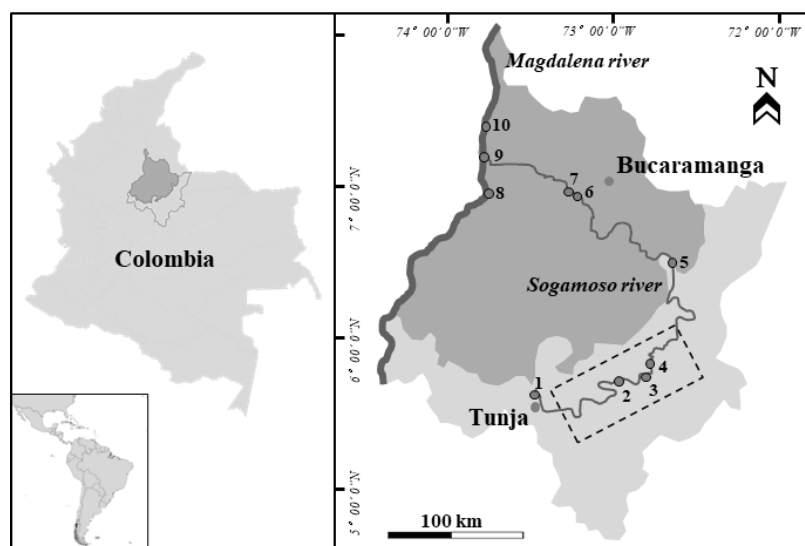 74° 00'0"W
73° 00'0"W
72° 00'0"W
Magdalena river
N
10
9
Bucaramanga
7
6
8
7° 00'0"N
Colombia
5
Sogamoso river
6° 00'0"N
4
1
2
3
Tunja
5° 00'0"N
100 km